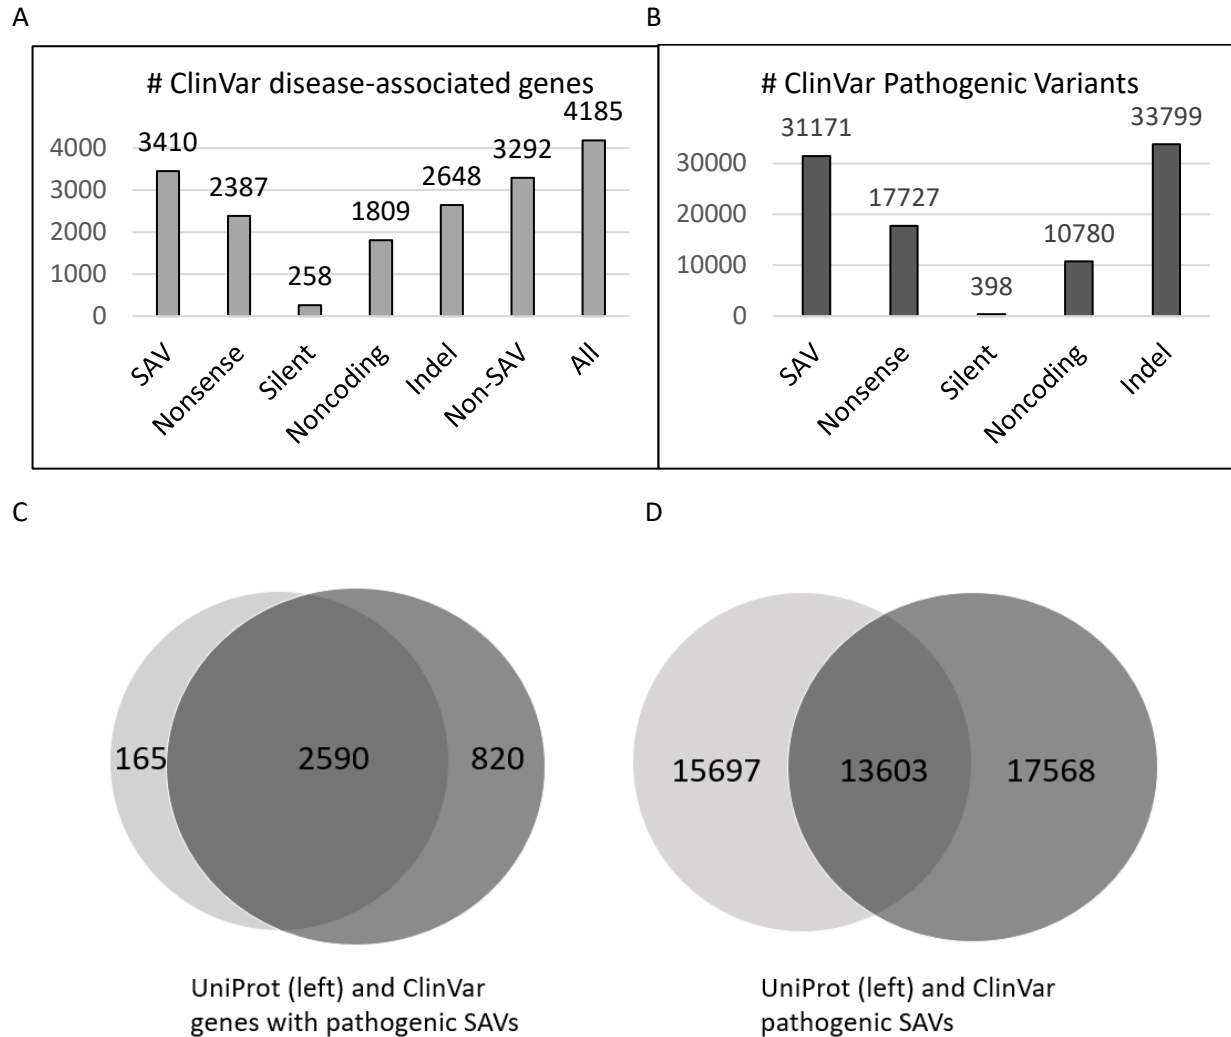 A
B
# ClinVar disease-associated genes
4185
3410
3292
2648
2387
1809
258
4000
3000
2000
1000
0
SAV
Nonsense
Silent
Noncoding
Indel
Non-SAV
All
# ClinVar Pathogenic Variants
33799
31171
17727
10780
398
30000
20000
10000
0
SAV
Nonsense
Silent
Noncoding
Indel
C
D
165
2590
820
UniProt (left) and ClinVar
genes with pathogenic SAVs
15697
13603
17568
UniProt (left) and ClinVar
pathogenic SAVs